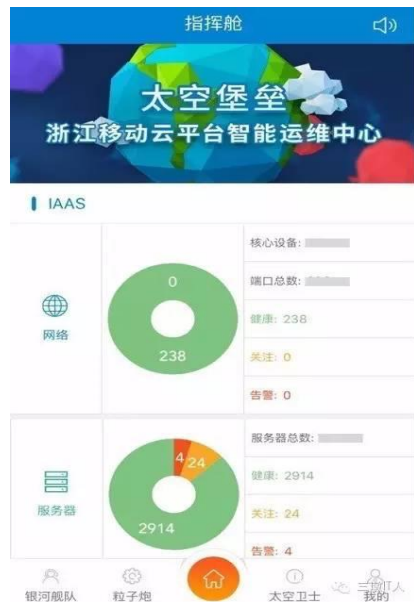 指挥舱
太空堡垒
浙江移动云平台智能运维中心
IAAS
网络
0
238
核心设备:
端口总数:
健康: 238
关注: 0
告警: 0
服务器
4
24
2914
服务器总数:
健康: 2914
关注: 24
告警: 4
银河舰队
粒子炮
太空卫士
我的